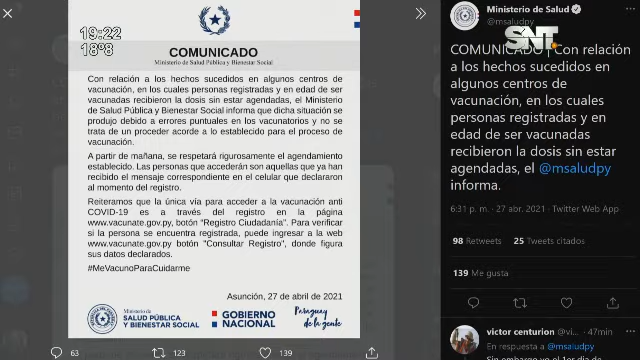 19:22
18°8
COMUNICADO
Ministerio de Salud Pública y Bienestar Social
Con relación a los hechos sucedidos en algunos centros de
vacunación, en los cuales personas registradas y en edad de ser
vacunadas recibieron la dosis sin estar agendadas, el Ministerio
de Salud Pública y Bienestar Social informa que dicha situación se
produjo debido a errores puntuales en los vacunatorios y no se
trata de un proceder acorde a lo establecido para el proceso de
vacunación.
A partir de mañana, se respetará rigurosamente el agendamiento
establecido. Las personas que accederán son aquellas que ya han
recibido el mensaje correspondiente en el celular que declararon
al momento del registro.
Reiteramos que la única vía para acceder a la vacunación anti
COVID-19 es a través del registro en la página
www.vacunate.gov.py, botón "Registro Ciudadanía". Para verificar
si la persona se encuentra registrada, puede ingresar a la web
www.vacunate.gov.py botón "Consultar Registro", donde figura
sus datos declarados.
#MeVacunoParaCuidarme
Asunción, 27 de abril de 2021
Ministerio de
SALUD PÚBLICA
Y BIENESTAR SOCIAL
GOBIERNO
NACIONAL
Paraguay
de la gente
63
123
139
Ministerio de Salud
@msaludpy
SNT
COMUNICADO | Con relación
a los hechos sucedidos en
algunos centros de
vacunación, en los cuales
personas registradas y en
edad de ser vacunadas
recibieron la dosis sin estar
agendadas, el @msaludpy
informa.
6:31 p. m. · 27 abr. 2021 · Twitter Web App
98 Retweets 25 Tweets citados
139 Me gusta
victor centurion @vi... · 47min
En respuesta a @msaludpy
Sin embargo yo el 1er día de